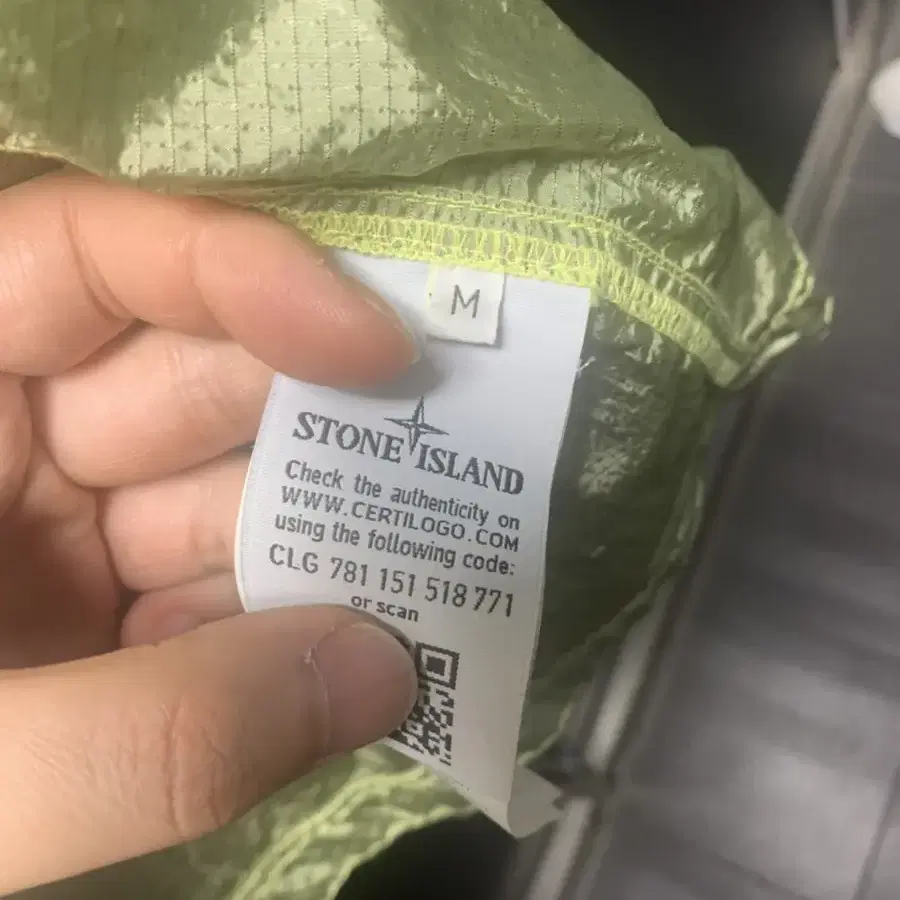 M
STONE ISLAND
Check the authenticity on
WWW.CERTILOGO.COM
using the following code:
CLG 781 151 518 771
or scan